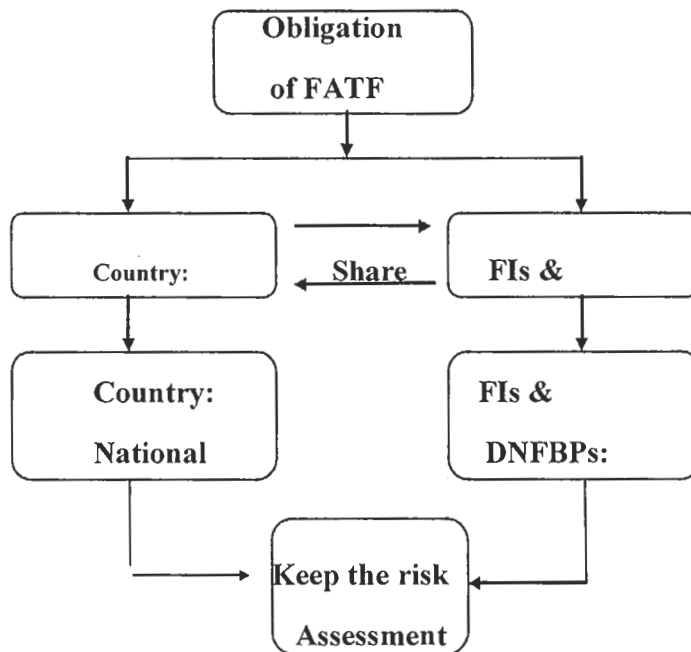 Obligation
of FATF
Country:
Share
FIs &
Country:
National
FIs &
DNFBPs:
Keep the risk
Assessment